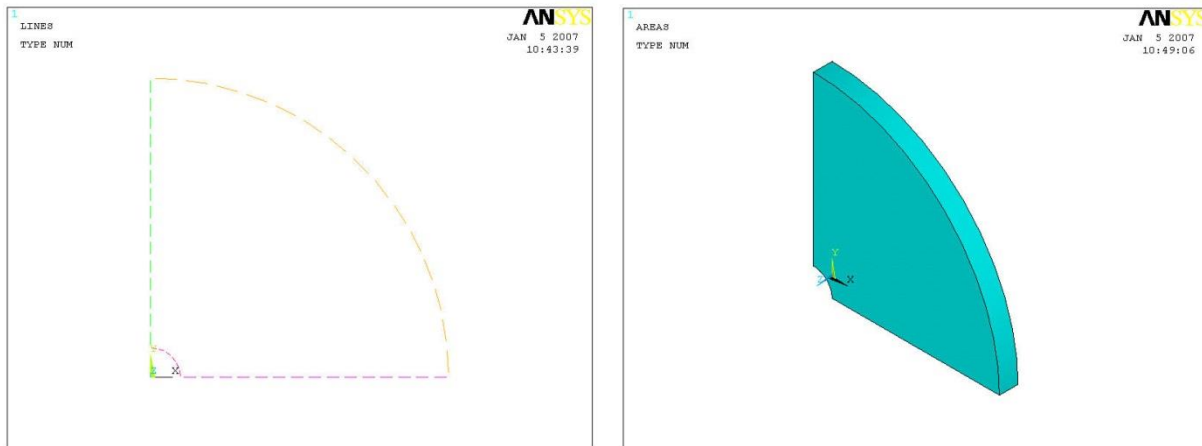 1
LINES
TYPE NUM
ANSYS
JAN 5 2007
10:43:39
Z X
1
AREAS
TYPE NUM
ANSYS
JAN 5 2007
10:49:06
Y
Z X